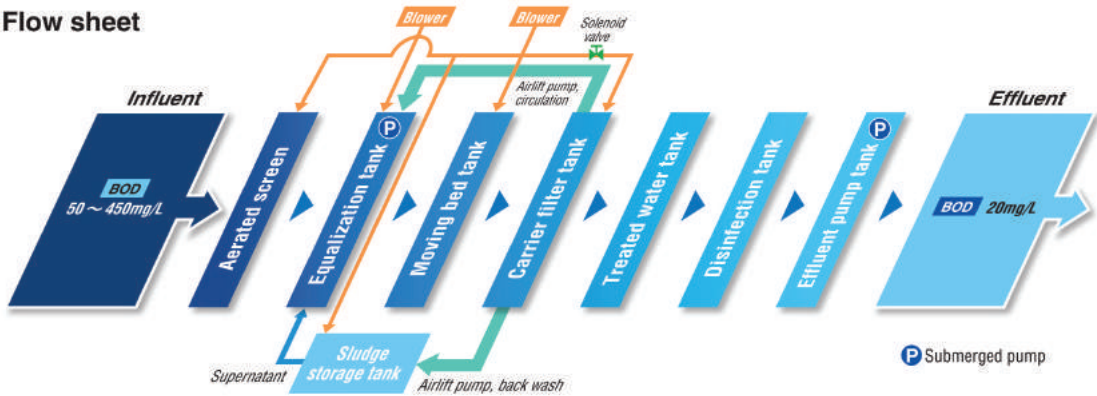 Flow sheet
Blower
Blower
Solenoid
valve
Airlift pump,
circulation
Influent
Effluent
BOD
50 ~ 450mg/L
Aerated screen
Equalization tank
P
Moving bed tank
Carrier filter tank
Treated water tank
Disinfection tank
Effluent pump tank
P
BOD 20mg/L
Sludge
storage tank
Supernatant
Airlift pump, back wash
P Submerged pump